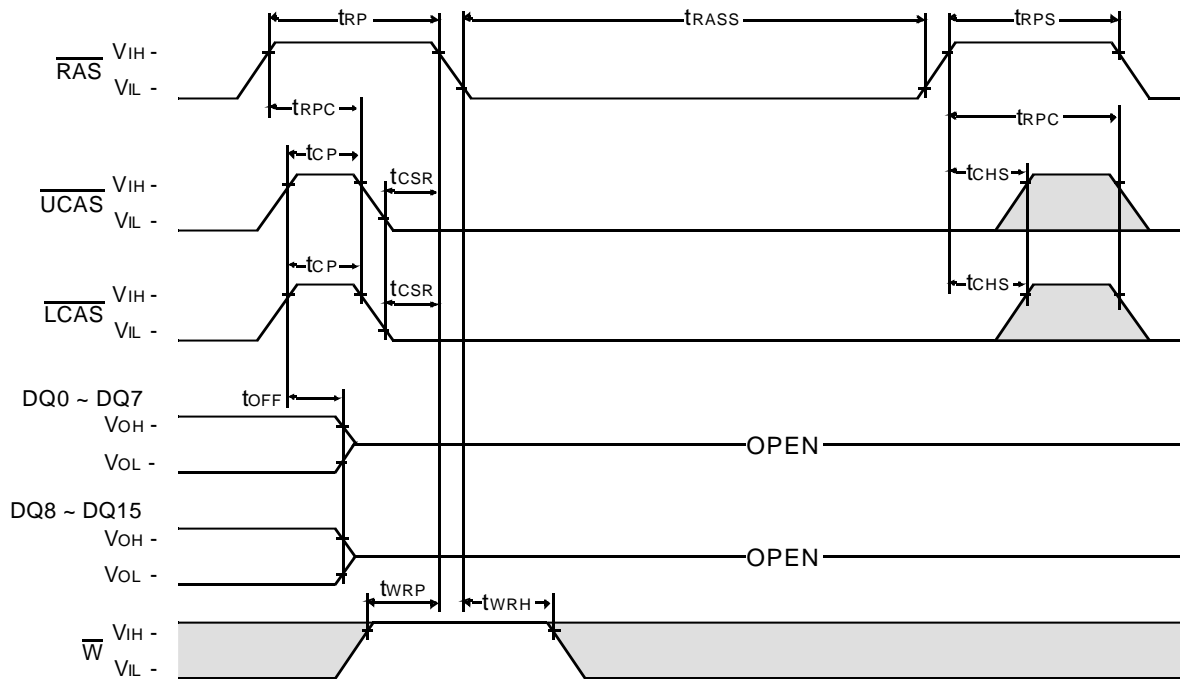 tRP tRASS tRPS
RAS VIH -
VIL -
tRPC tRPC
tCP
UCAS VIH - tCSR tCHS
VIL -
tCP
LCAS VIH - tCSR tCHS
VIL -
DQ0 ~ DQ7 tOFF
VOH -
OPEN
VOL -
DQ8 ~ DQ15
VOH -
OPEN
VOL -
tWRP tWRH
W VIH -
VIL -